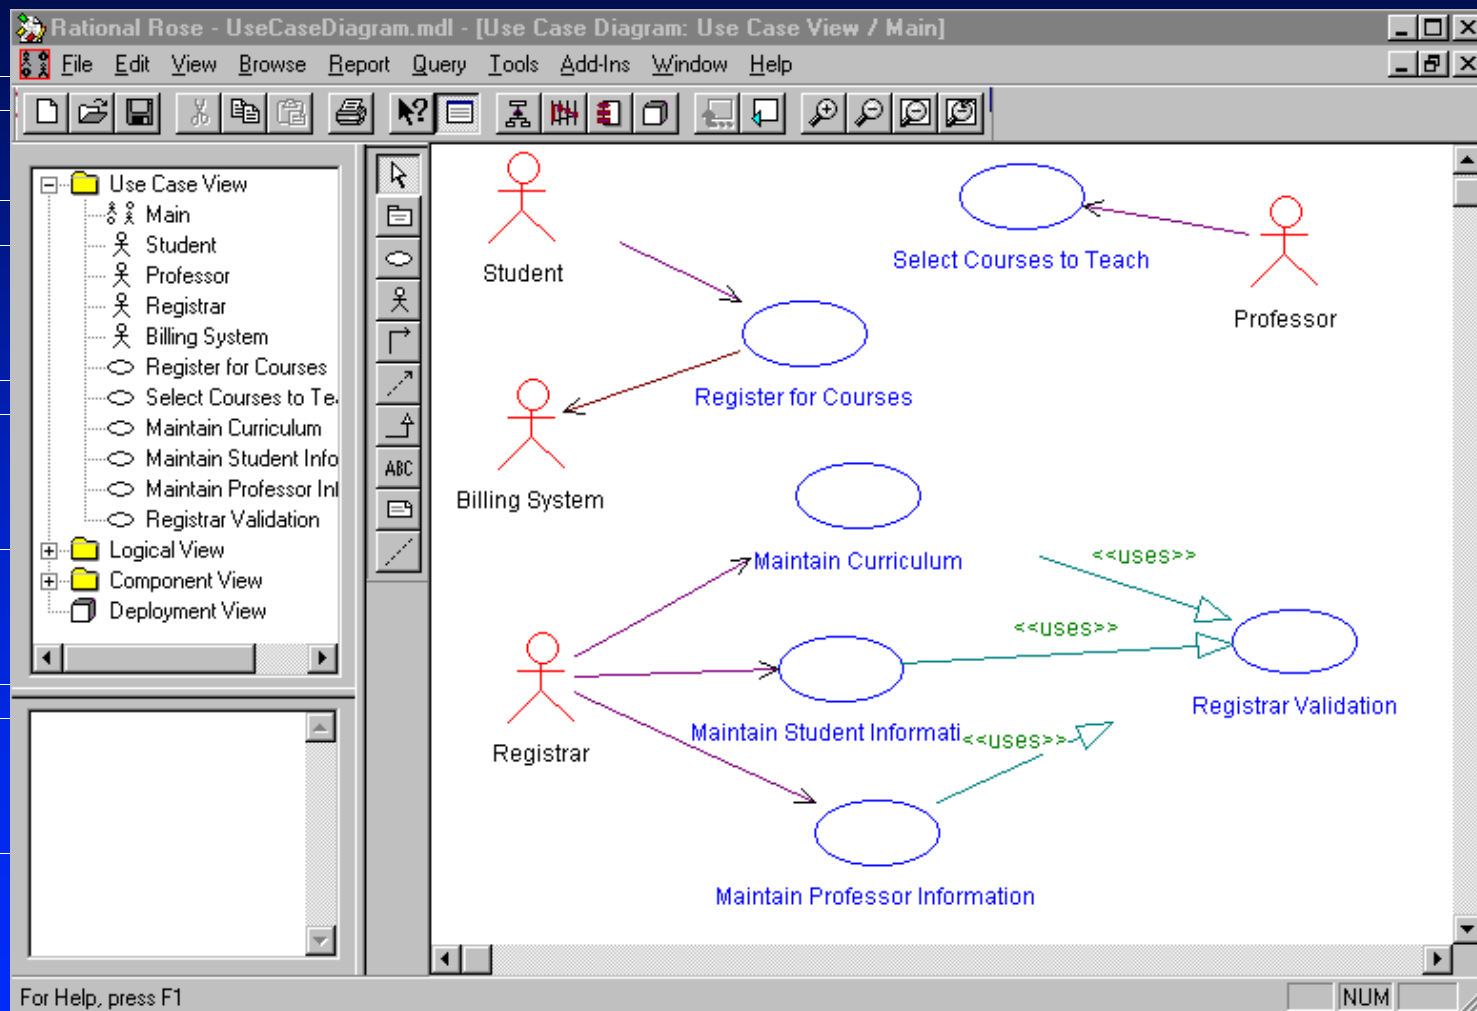 Rational Rose - UseCaseDiagram.mdl - [Use Case Diagram: Use Case View / Main]
File Edit View Browse Report Query Tools Add-Ins Window Help
Use Case View
Main
Student
Professor
Registrar
Billing System
Register for Courses
Select Courses to Te
Maintain Curriculum
Maintain Student Info
Maintain Professor In
Registrar Validation
Logical View
Component View
Deployment View
ABC
Student
Select Courses to Teach
Professor
Register for Courses
Billing System
Maintain Curriculum
<<uses>>
<<uses>>
Registrar Validation
Maintain Student Informati
<<uses>>
Registrar
Maintain Professor Information
For Help, press F1
NUM